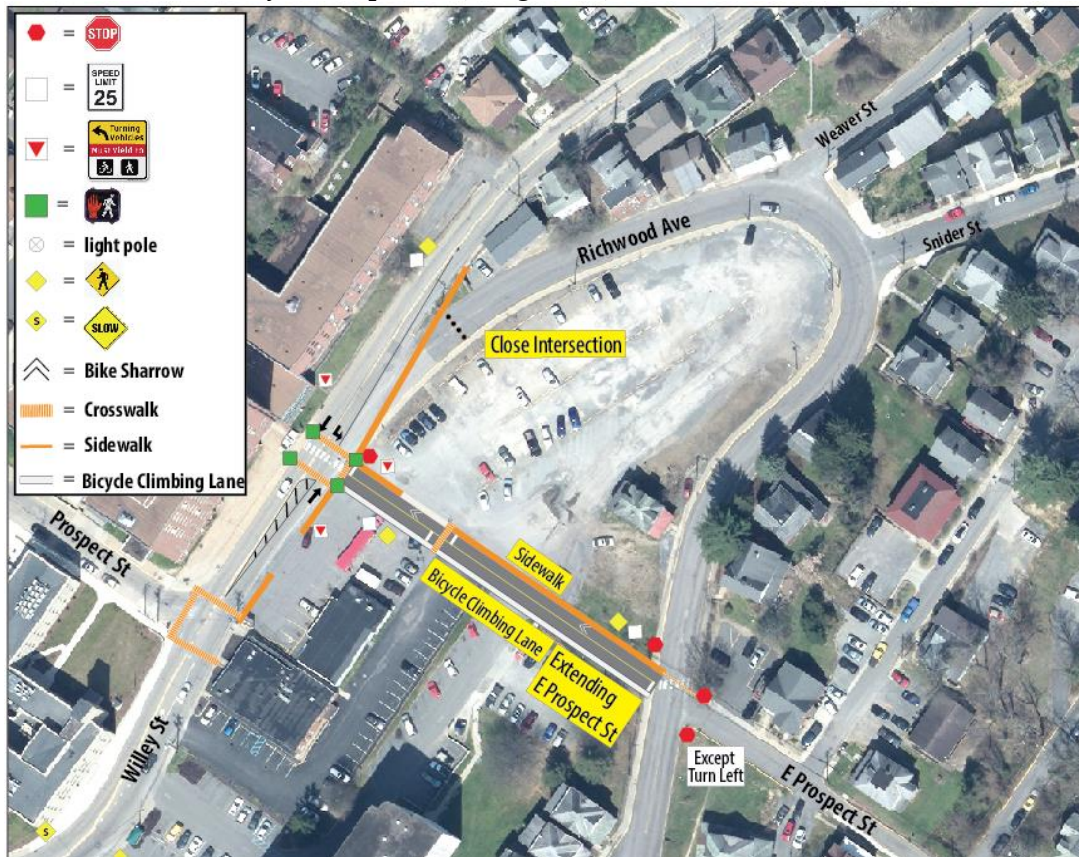 = STOP
= SPEED
LIMIT
25
= Turning
Vehicles
Must Yield to
=
= light pole
=
S = SLOW
= Bike Sharrow
= Crosswalk
= Sidewalk
= Bicycle Climbing Lane
Weaver St
Snider St
Richwood Ave
Close Intersection
Prospect St
Sidewalk
Bicycle Climbing Lane
Extending
E Prospect St
Willey St
Except
Turn Left
E Prospect St
S